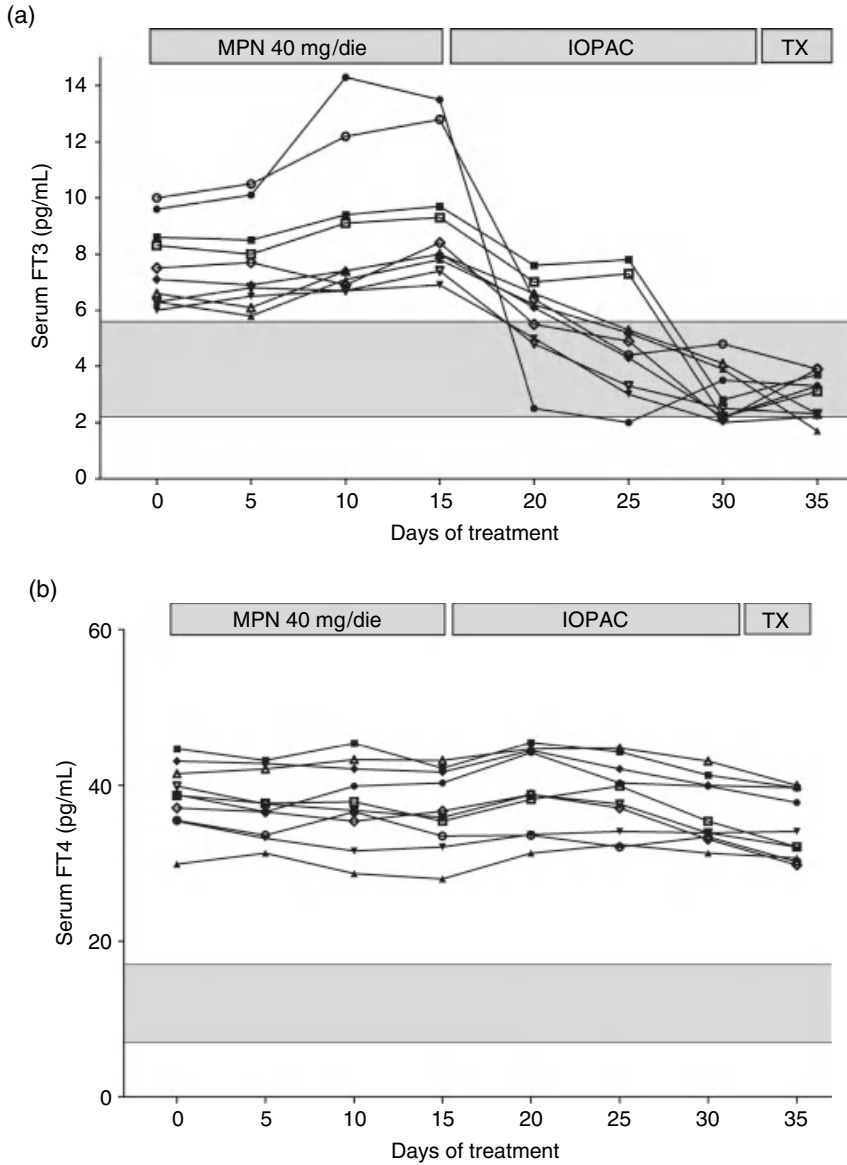 (a)
MPN 40 mg/die IOPAC TX
14
12
10
8
6
4
2
0
Serum FT3 (pg/mL)
0 5 10 15 20 25 30 35
Days of treatment
(b)
MPN 40 mg/die IOPAC TX
60
40
20
0
Serum FT4 (pg/mL)
0 5 10 15 20 25 30 35
Days of treatment